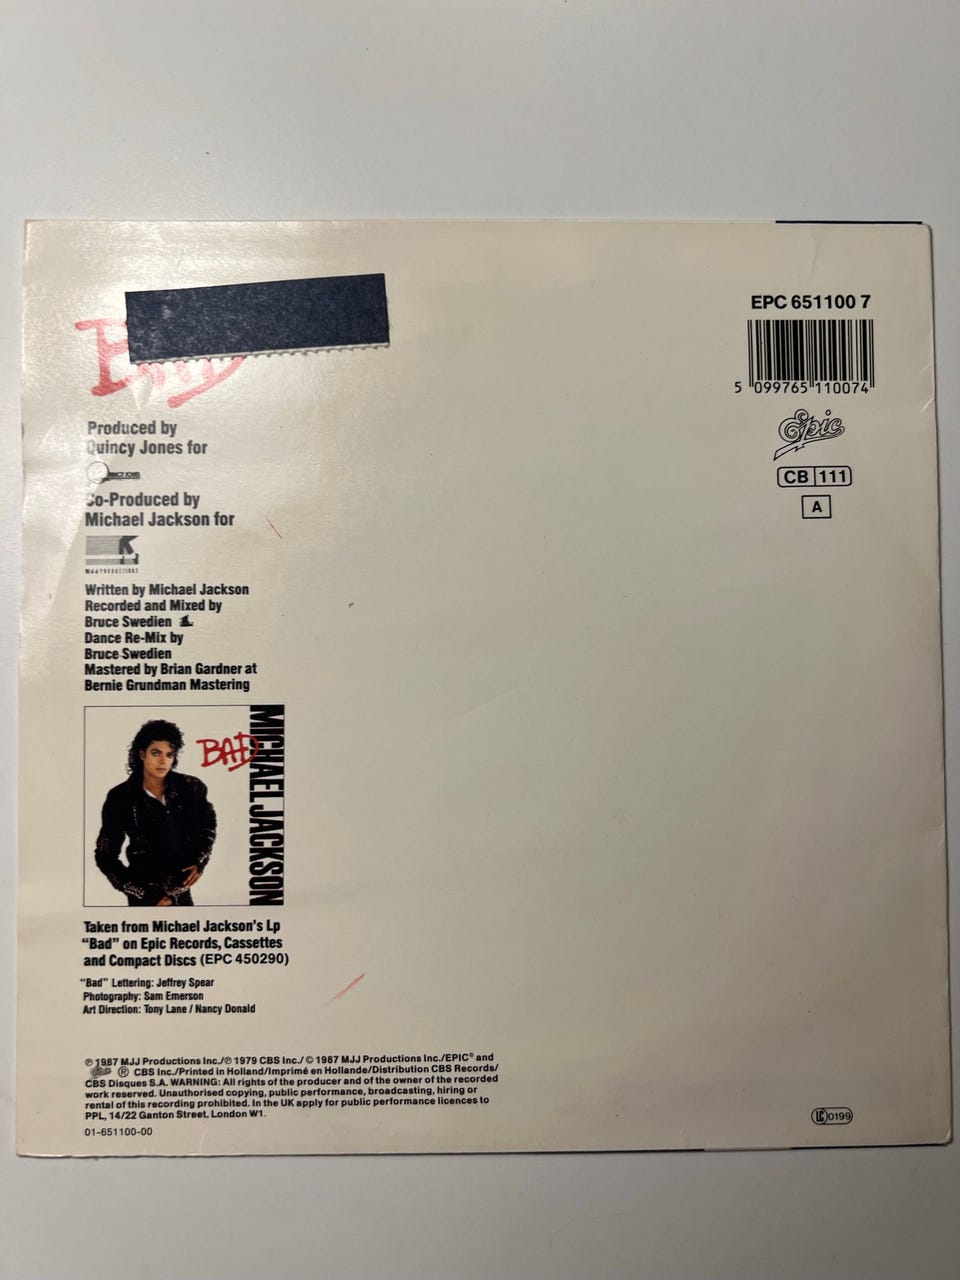 BAD
Produced by
Quincy Jones for
Co-Produced by
Michael Jackson for
MJJ PRODUCTIONS
Written by Michael Jackson
Recorded and Mixed by
Bruce Swedien
Dance Re-Mix by
Bruce Swedien
Mastered by Brian Gardner at
Bernie Grundman Mastering
BAD
MICHAEL JACKSON
Taken from Michael Jackson's Lp
“Bad” on Epic Records, Cassettes
and Compact Discs (EPC 450290)
“Bad” Lettering: Jeffrey Spear
Photography: Sam Emerson
Art Direction: Tony Lane / Nancy Donald
℗ 1987 MJJ Productions Inc./℗ 1979 CBS Inc./ © 1987 MJJ Productions Inc./EPIC® and
Epic ® CBS Inc./Printed in Holland/Imprimé en Hollande/Distribution CBS Records/
CBS Disques S.A. WARNING: All rights of the producer and of the owner of the recorded
work reserved. Unauthorised copying, public performance, broadcasting, hiring or
rental of this recording prohibited. In the UK apply for public performance licences to
PPL, 14/22 Ganton Street, London W1.
01-651100-00
EPC 651100 7
5 099765 110074
Epic
CB 111
A
LC 0199